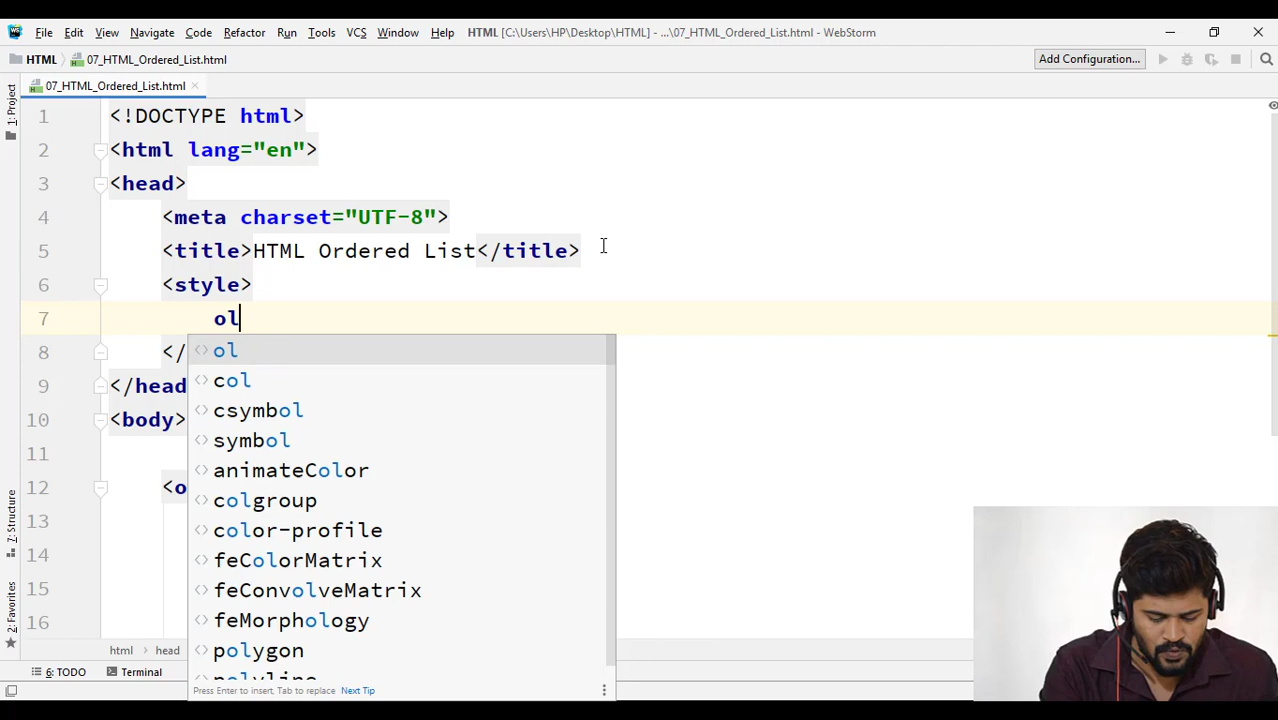 File Edit View Navigate Code Refactor Run Tools VCS Window Help HTML [C:\Users\HP\Desktop\HTML] - ...\07_HTML_Ordered_List.html - WebStorm
HTML 07_HTML_Ordered_List.html Add Configuration...
07_HTML_Ordered_List.html
1: Project
1 <!DOCTYPE html>
2 <html lang="en">
3 <head>
4 <meta charset="UTF-8">
5 <title>HTML Ordered List</title>
6 <style>
7 ol
8 </
9 </head
10 <body>
11
12 <o
13
14
15
16
ol
col
csymbol
symbol
animateColor
colgroup
color-profile
feColorMatrix
feConvolveMatrix
feMorphology
polygon
polyline
Press Enter to insert, Tab to replace Next Tip
7: Structure
2: Favorites
html head
6: TODO Terminal